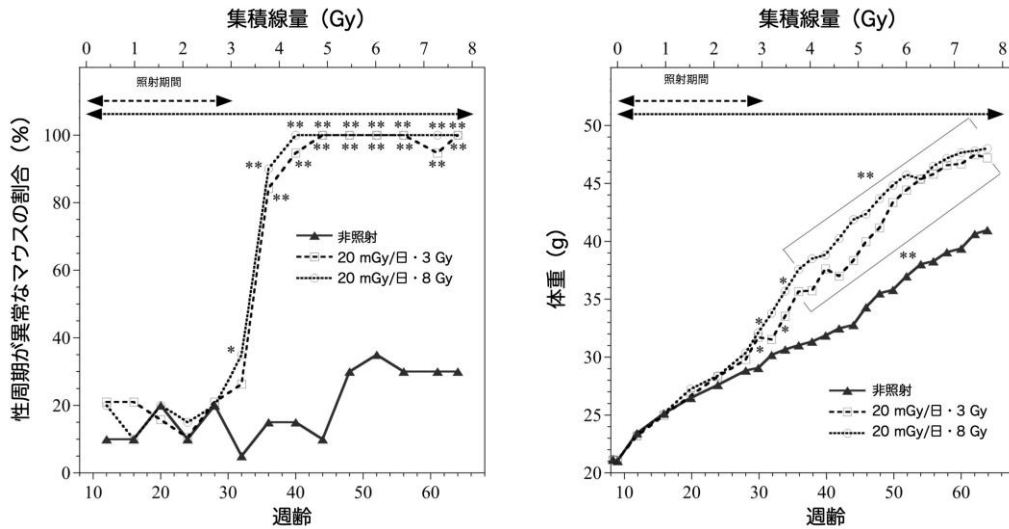 集積線量（Gy）
0 1 2 3 4 5 6 7 8
照射期間
性周期が異常なマウスの割合（%）
100
80
60
40
20
0
** ** ** ** ** ** **
** ** ** ** ** **
**
**
*
非照射
20 mGy/日・3 Gy
20 mGy/日・8 Gy
10 20 30 40 50 60
週齢
集積線量（Gy）
0 1 2 3 4 5 6 7 8
照射期間
体重（g）
50
45
40
35
30
25
20
**
*
*
*
*
**
非照射
20 mGy/日・3 Gy
20 mGy/日・8 Gy
10 20 30 40 50 60
週齢